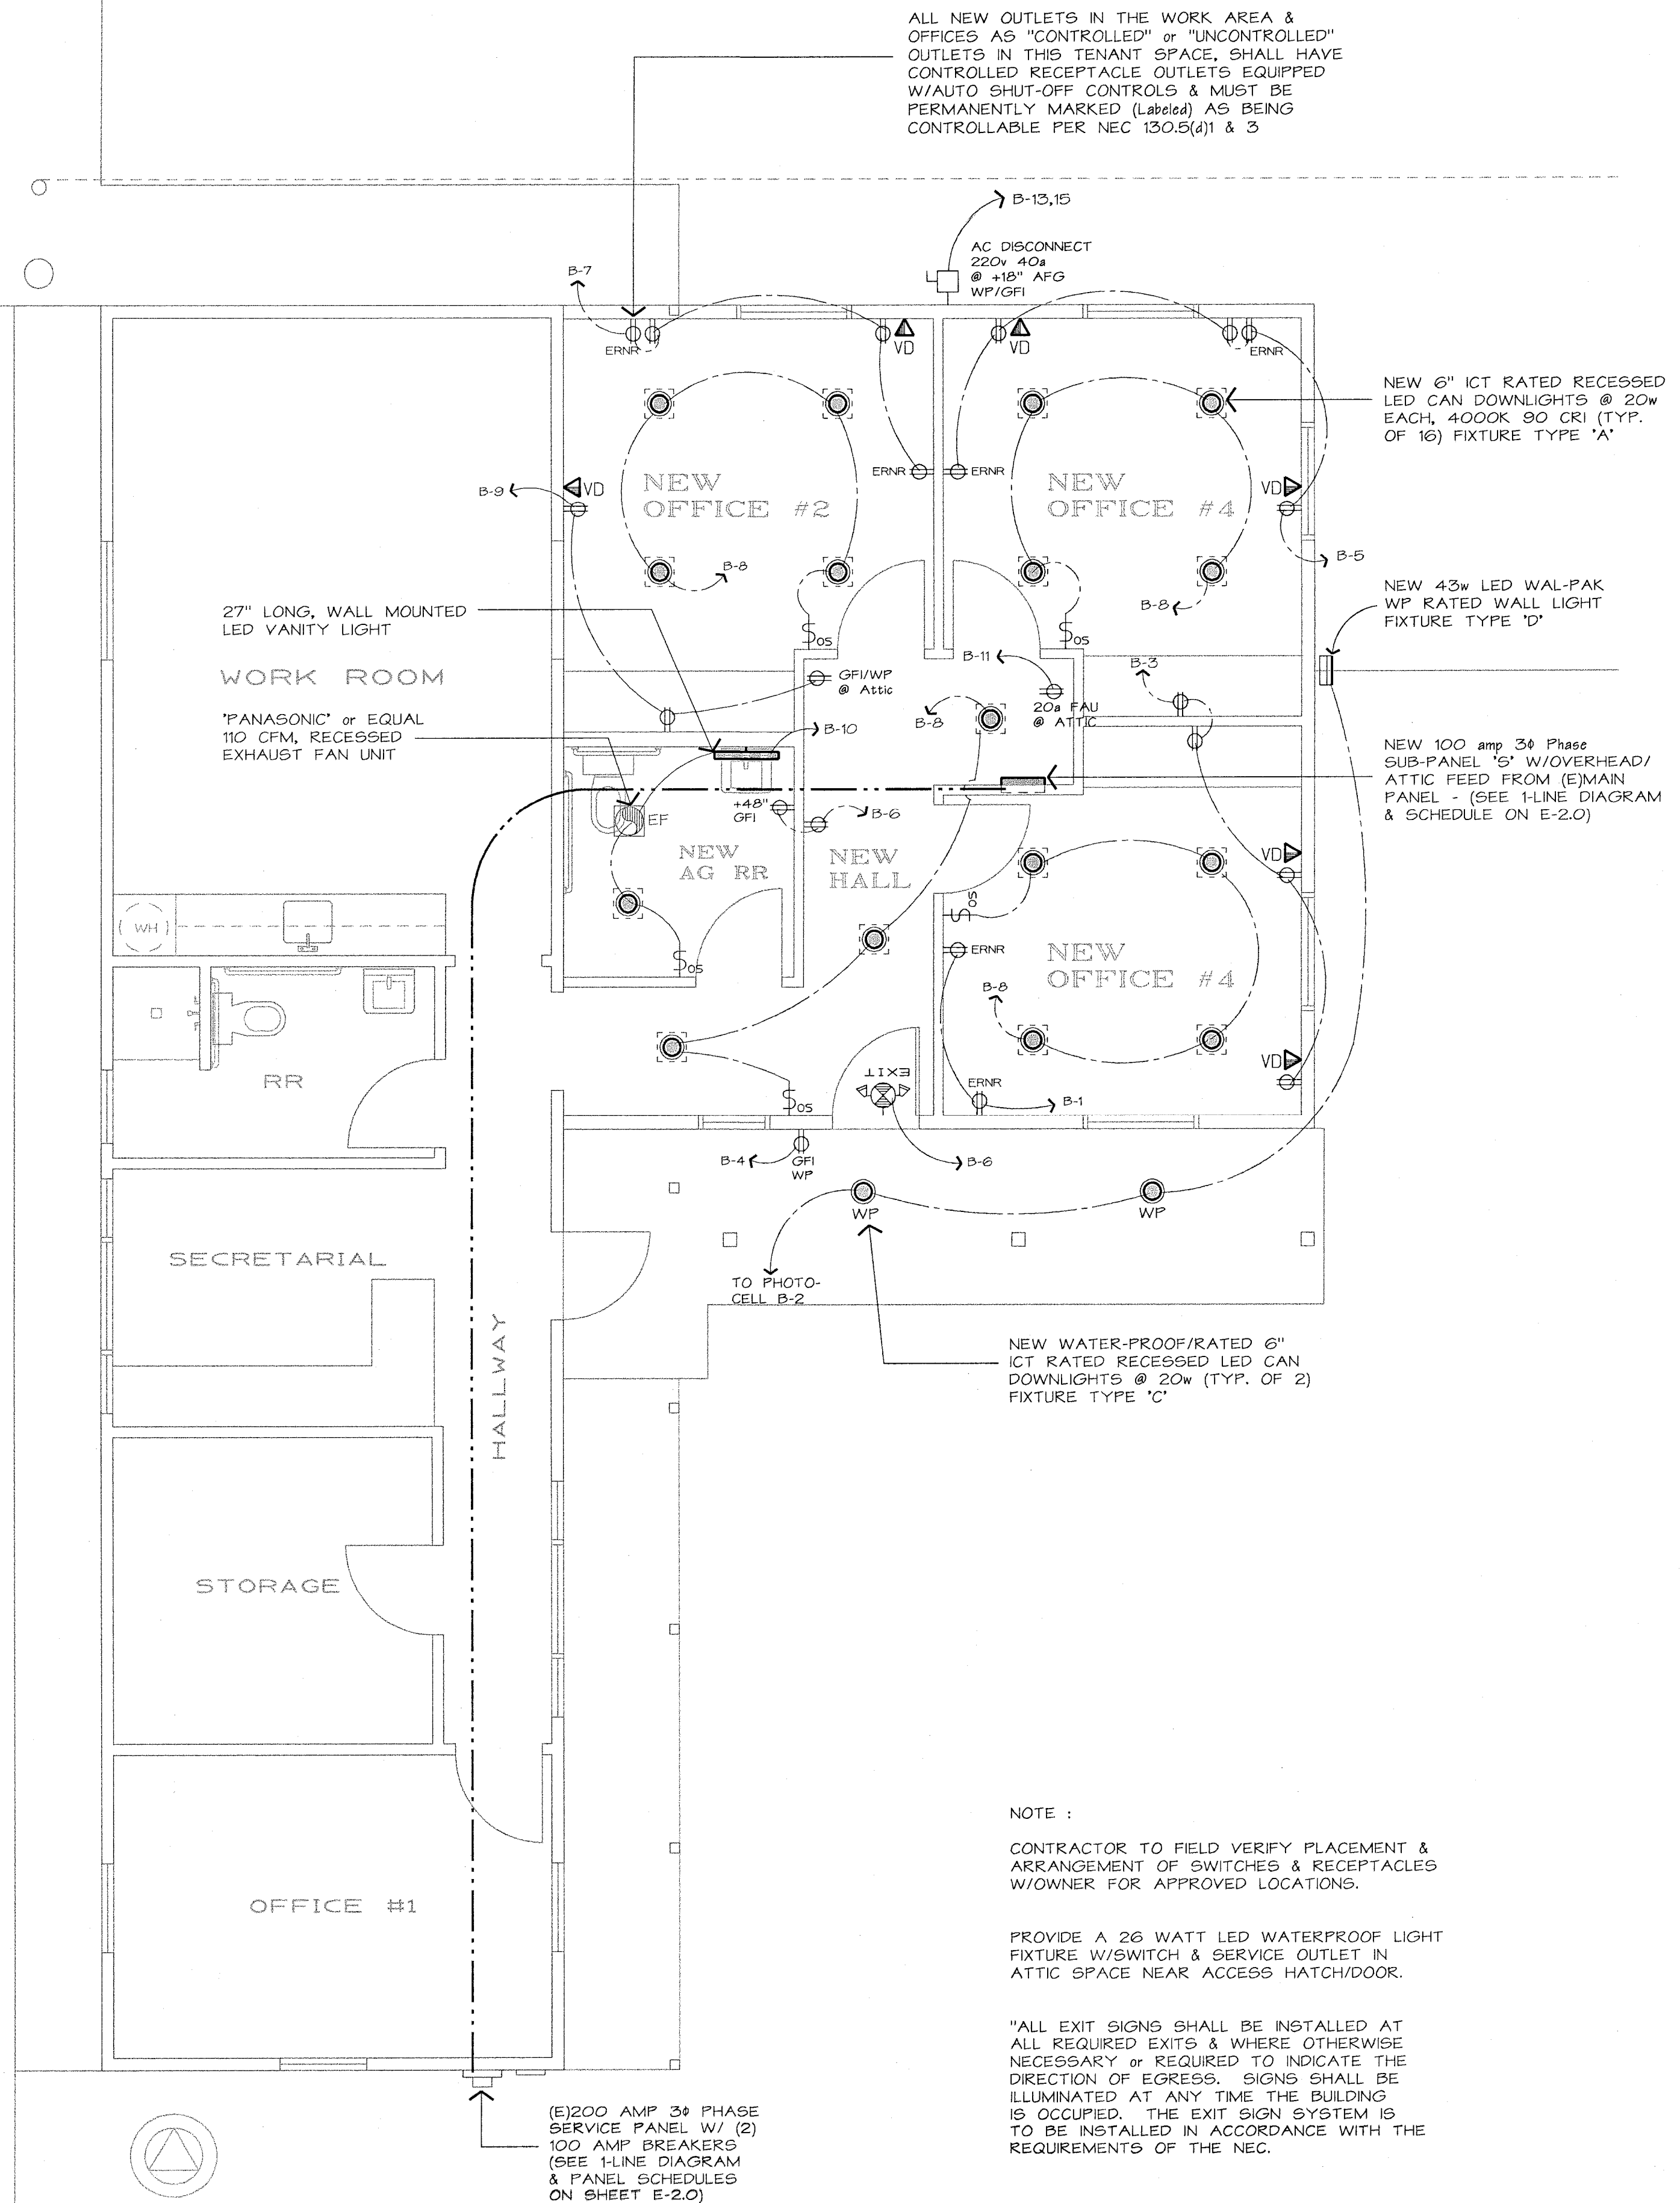 ALL NEW OUTLETS IN THE WORK AREA &
OFFICES AS "CONTROLLED" or "UNCONTROLLED"
OUTLETS IN THIS TENANT SPACE, SHALL HAVE
CONTROLLED RECEPTACLE OUTLETS EQUIPPED
W/AUTO SHUT-OFF CONTROLS & MUST BE
PERMANENTLY MARKED (Labeled) AS BEING
CONTROLLABLE PER NEC 130.5(d)1 & 3
B-13,15
AC DISCONNECT
220v 40a
@ +18" AFG
WP/GFI
B-7
ERNR
VD
VD
ERNR
NEW 6" ICT RATED RECESSED
LED CAN DOWNLIGHTS @ 20w
EACH, 4000K 90 CRI (TYP.
OF 16) FIXTURE TYPE 'A'
ERNR
ERNR
B-9
VD
NEW
OFFICE #2
NEW
OFFICE #4
VD
B-5
B-8
B-8
NEW 43w LED WAL-PAK
WP RATED WALL LIGHT
FIXTURE TYPE 'D'
27" LONG, WALL MOUNTED
LED VANITY LIGHT
$OS
$OS
WORK ROOM
GFI/WP
@ Attic
B-11
B-3
20a FAU
@ ATTIC
B-8
B-10
'PANASONIC' or EQUAL
110 CFM, RECESSED
EXHAUST FAN UNIT
NEW 100 amp 3Φ Phase
SUB-PANEL 'S' W/OVERHEAD/
ATTIC FEED FROM (E)MAIN
PANEL - (SEE 1-LINE DIAGRAM
& SCHEDULE ON E-2.0)
+48"
GFI
EF
B-6
NEW
AG RR
NEW
HALL
VD
$OS
WH
ERNR
NEW
OFFICE #4
$OS
B-8
RR
EXIT
VD
ERNR
B-1
$OS
B-4
GFI
WP
B-6
WP
WP
SECRETARIAL
TO PHOTO-
CELL B-2
HALLWAY
NEW WATER-PROOF/RATED 6"
ICT RATED RECESSED LED CAN
DOWNLIGHTS @ 20w (TYP. OF 2)
FIXTURE TYPE 'C'
STORAGE
OFFICE #1
NOTE :
CONTRACTOR TO FIELD VERIFY PLACEMENT &
ARRANGEMENT OF SWITCHES & RECEPTACLES
W/OWNER FOR APPROVED LOCATIONS.
PROVIDE A 26 WATT LED WATERPROOF LIGHT
FIXTURE W/SWITCH & SERVICE OUTLET IN
ATTIC SPACE NEAR ACCESS HATCH/DOOR.
"ALL EXIT SIGNS SHALL BE INSTALLED AT
ALL REQUIRED EXITS & WHERE OTHERWISE
NECESSARY or REQUIRED TO INDICATE THE
DIRECTION OF EGRESS. SIGNS SHALL BE
ILLUMINATED AT ANY TIME THE BUILDING
IS OCCUPIED. THE EXIT SIGN SYSTEM IS
TO BE INSTALLED IN ACCORDANCE WITH THE
REQUIREMENTS OF THE NEC.
(E)200 AMP 3Φ PHASE
SERVICE PANEL W/ (2)
100 AMP BREAKERS
(SEE 1-LINE DIAGRAM
& PANEL SCHEDULES
ON SHEET E-2.0)